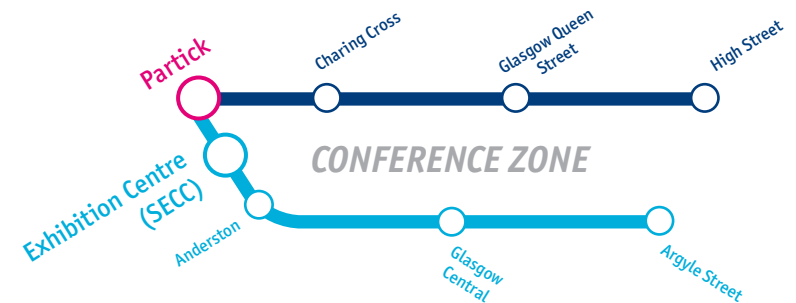 Partick
Charing Cross
Glasgow Queen
Street
High Street
CONFERENCE ZONE
Exhibition Centre
(SECC)
Anderston
Glasgow
Central
Argyle Street